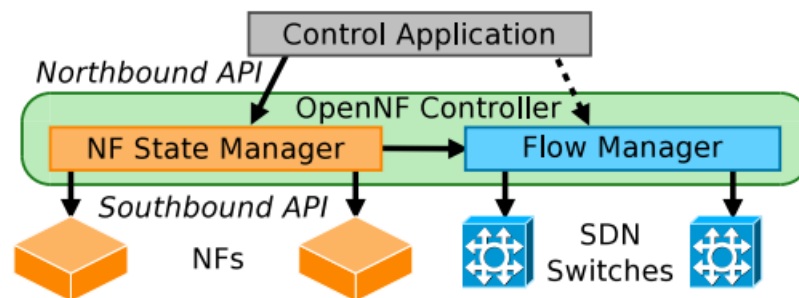 Control Application
Northbound API
OpenNF Controller
NF State Manager
Flow Manager
Southbound API
NFs
SDN
Switches